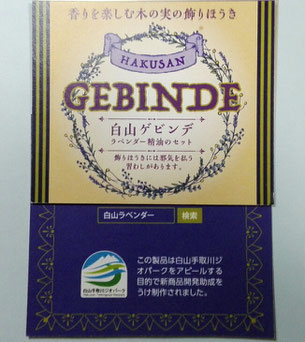 香りを楽しむ木の実の飾りほうき
HAKUSAN
GEBINDE
白山ゲビンデ
ラベンダー精油のセット
飾りほうきには邪気を払う
習わしがあります。
白山ラベンダー 検索
この製品は白山手取川ジ
オパークをアピールする
目的で新商品開発助成を
うけ制作されました。
白山手取川ジオパーク